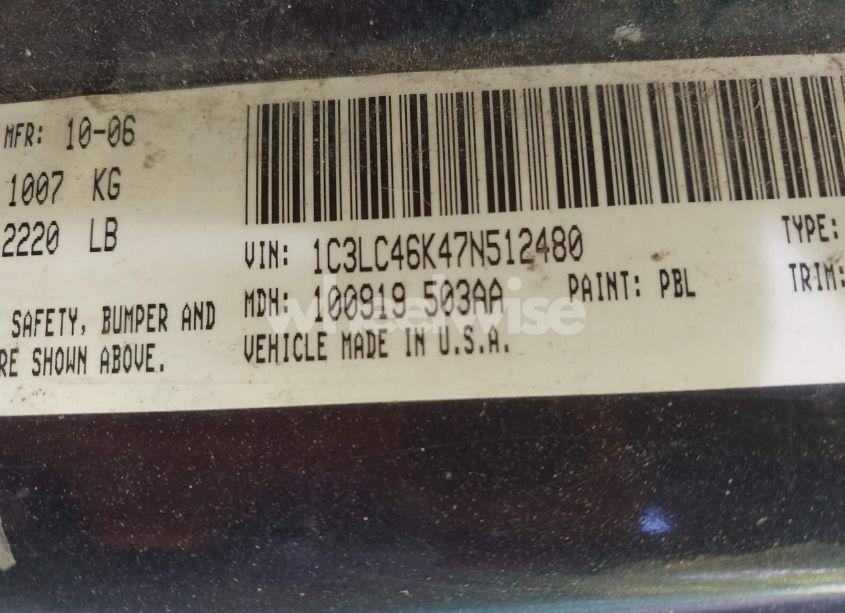 MFR: 10-06
1007 KG
2220 LB
SAFETY, BUMPER AND
RE SHOWN ABOVE.
VIN: 1C3LC46K47N512480
TYPE:
MDH: 100919 503AA
PAINT: PBL
TRIM:
VEHICLE MADE IN U.S.A.
wheelwise